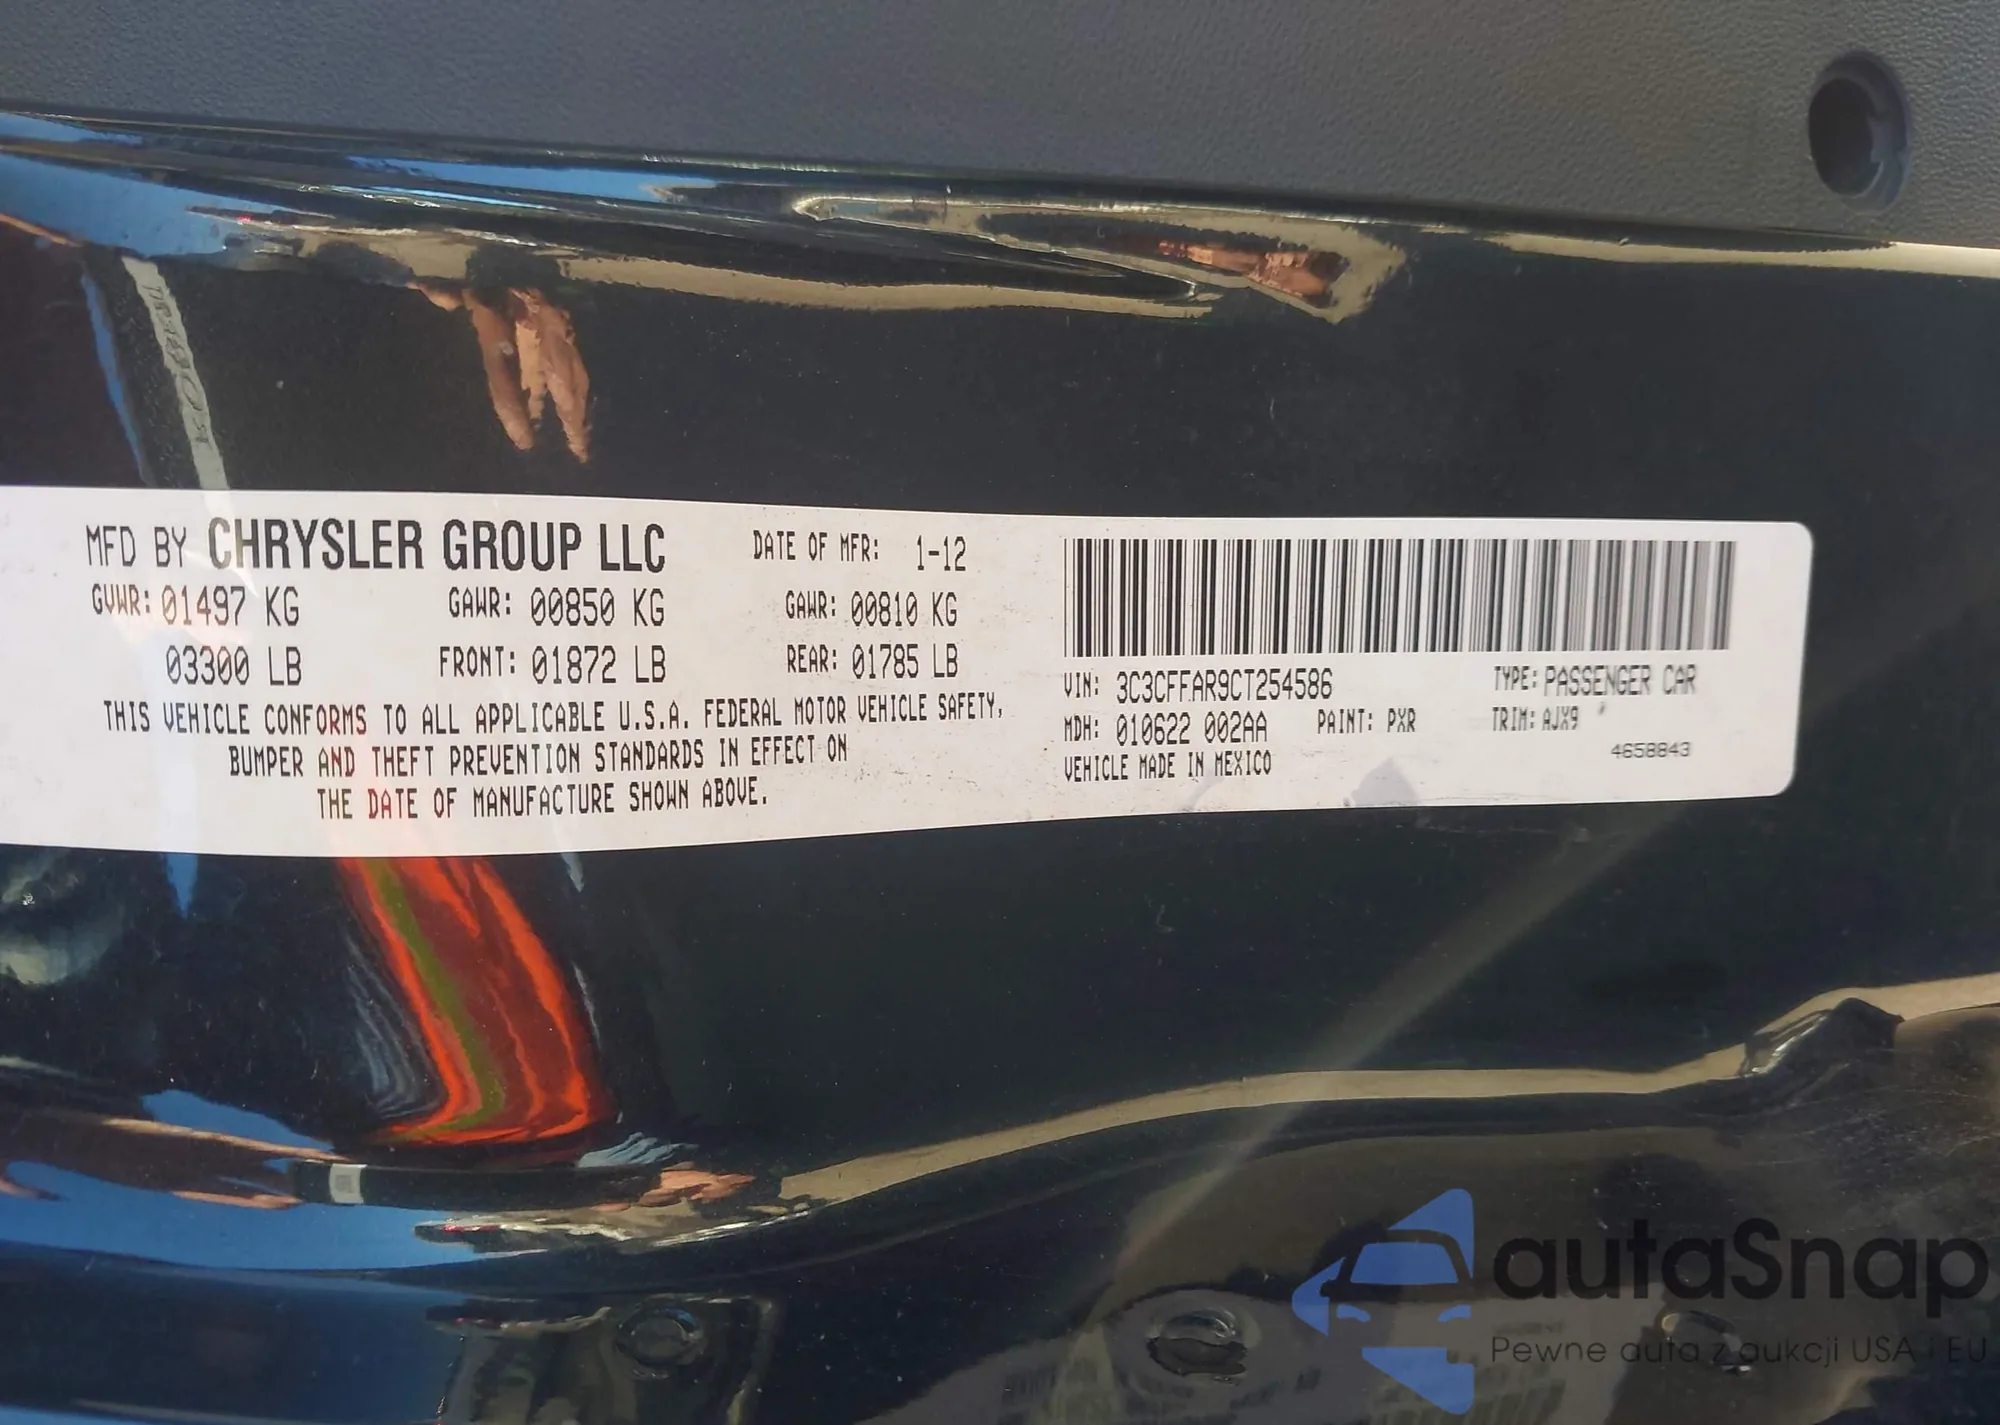 MFD BY CHRYSLER GROUP LLC DATE OF MFR: 1-12
GVWR: 01497 KG GAWR: 00850 KG GAWR: 00810 KG
03300 LB FRONT: 01872 LB REAR: 01785 LB
THIS VEHICLE CONFORMS TO ALL APPLICABLE U.S.A. FEDERAL MOTOR VEHICLE SAFETY,
BUMPER AND THEFT PREVENTION STANDARDS IN EFFECT ON
THE DATE OF MANUFACTURE SHOWN ABOVE.
VIN: 3C3CFFAR9CT254586 TYPE: PASSENGER CAR
MDH: 010622 002AA PAINT: PXR TRIM: AJX9
VEHICLE MADE IN MEXICO 4658843
autaSnap
Pewne auta z aukcji USA i EU